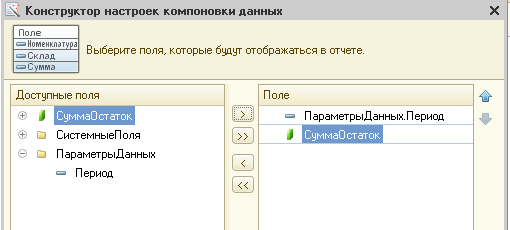 Конструктор настроек компоновки данных
Поле
Номенклатура
Склад
Сумма
Выберите поля, которые будут отображаться в отчете.
Доступные поля
СуммаОстаток
СистемныеПоля
ПараметрыДанных
Период
>
>>
<
<<
Поле
ПараметрыДанных.Период
СуммаОстаток